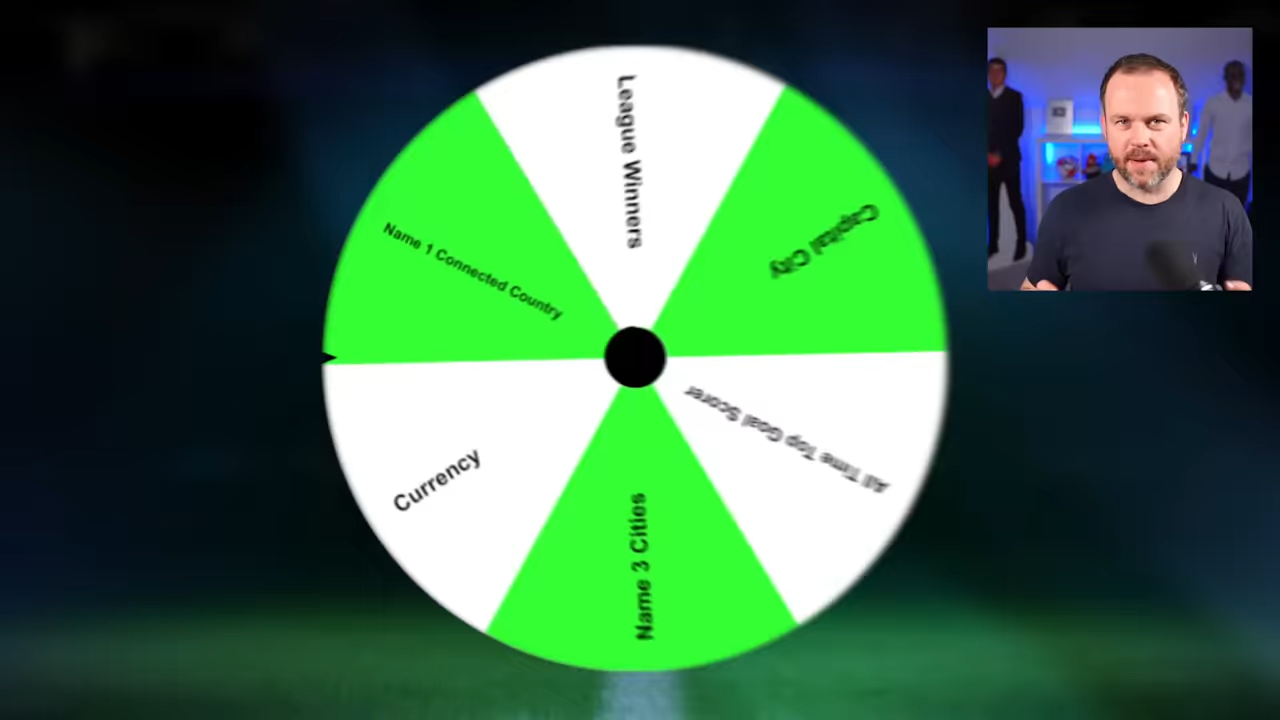 League Winners
Capital City
Name 1 Connected Country
All Time Top Goal Scorer
Currency
Name 3 Cities